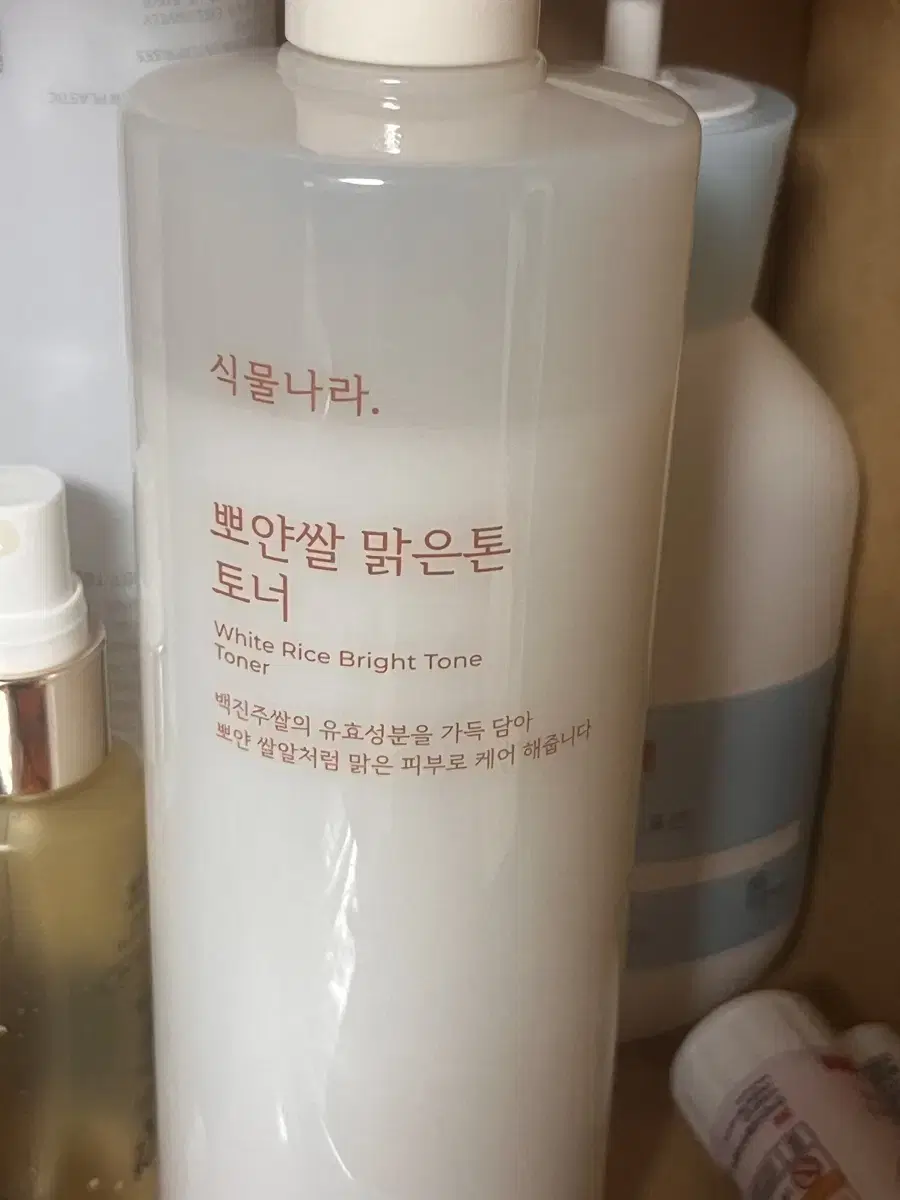 식물나라.
뽀얀쌀 맑은톤
토너
White Rice Bright Tone
Toner
백진주쌀의 유효성분을 가득 담아
뽀얀 쌀알처럼 맑은 피부로 케어 해줍니다
PLASTIC